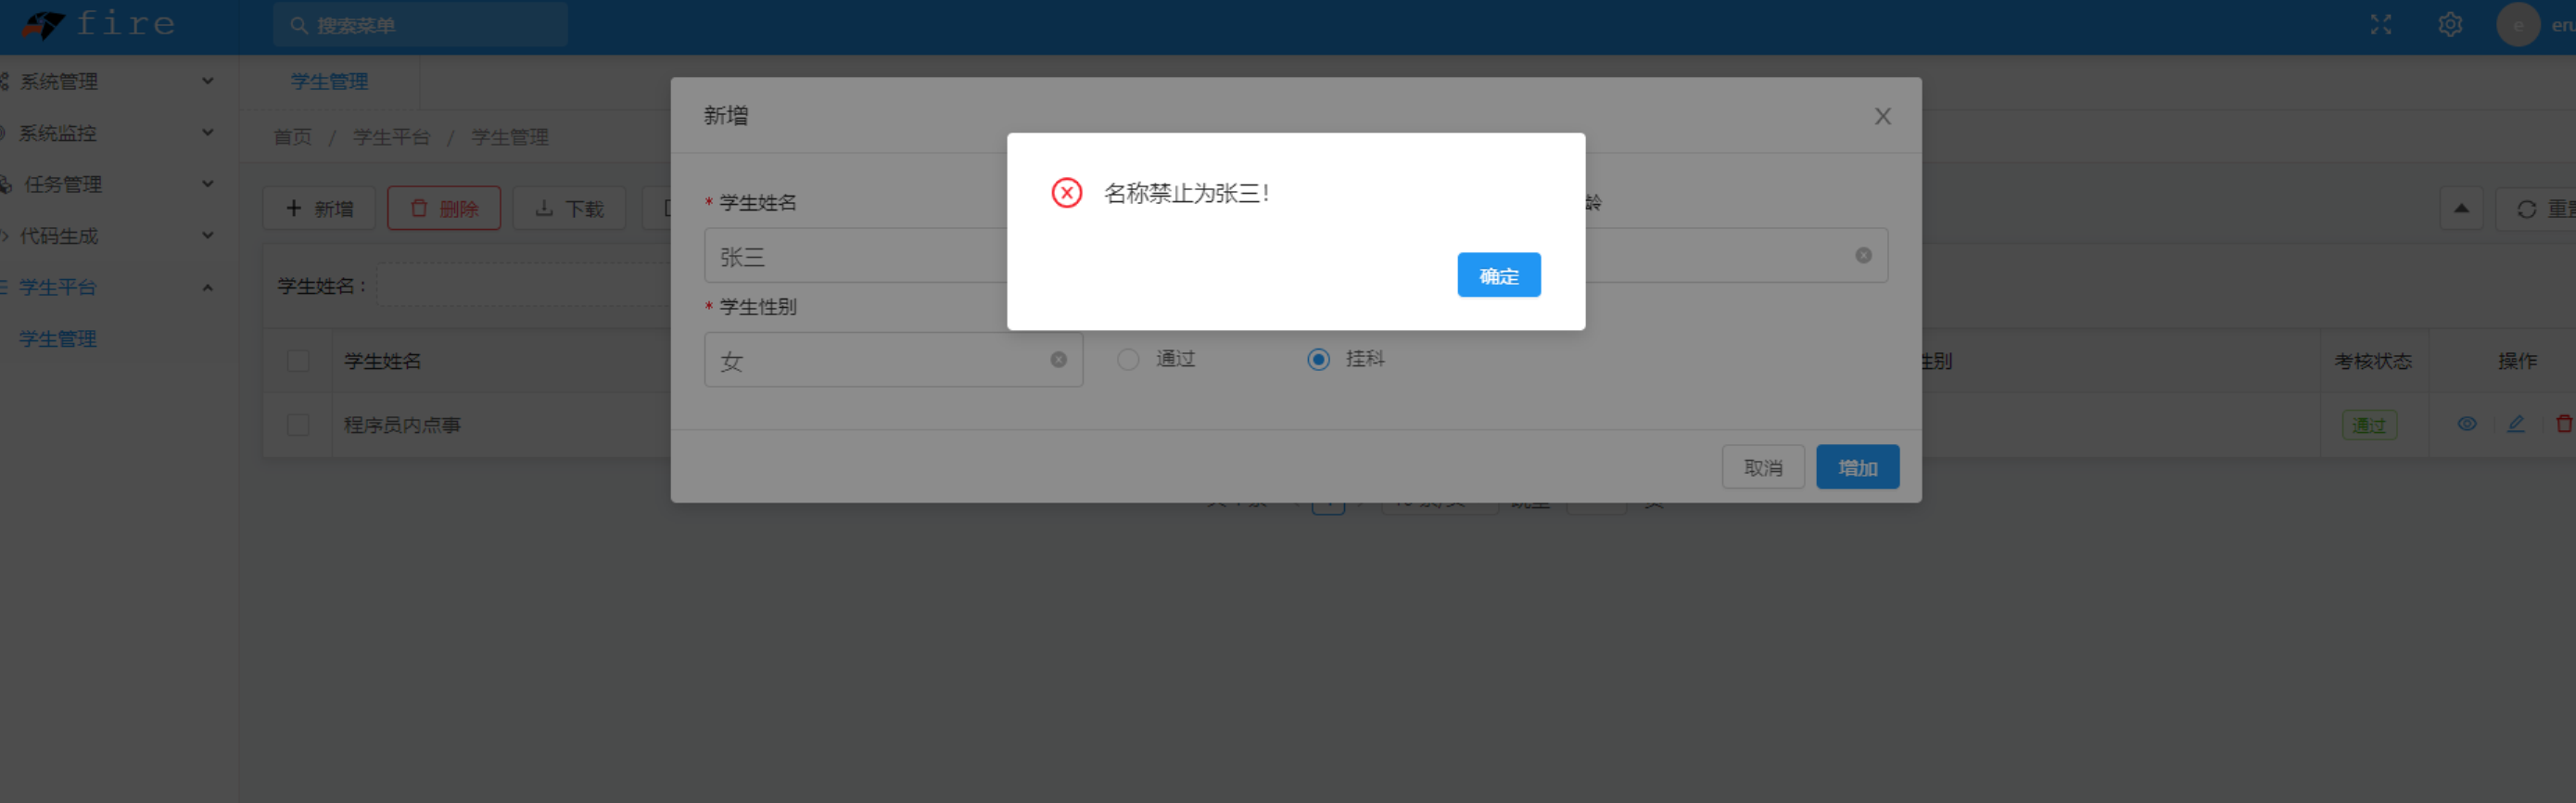 fire
搜索菜单
e
en
系统管理
系统监控
任务管理
代码生成
学生平台
学生管理
学生管理
首页 / 学生平台 / 学生管理
新增
删除
下载
重
学生姓名：
学生姓名
性别
考核状态
操作
程序员内点事
通过
新增
* 学生姓名
龄
张三
* 学生性别
女
通过
挂科
取消
增加
名称禁止为张三！
确定